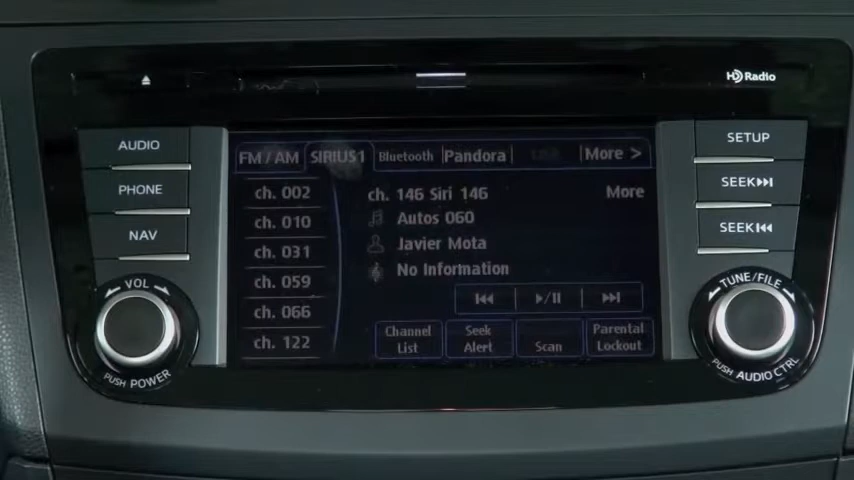 HD Radio
AUDIO
PHONE
NAV
VOL
PUSH POWER
FM / AM
SIRIUS1
Bluetooth
Pandora
More >
ch. 002
ch. 010
ch. 031
ch. 059
ch. 066
ch. 122
ch. 146 Siri 146
More
Autos 060
Javier Mota
No Information
Channel
List
Seek
Alert
Scan
Parental
Lockout
SETUP
SEEK
SEEK
TUNE/FILE
PUSH AUDIO CTRL